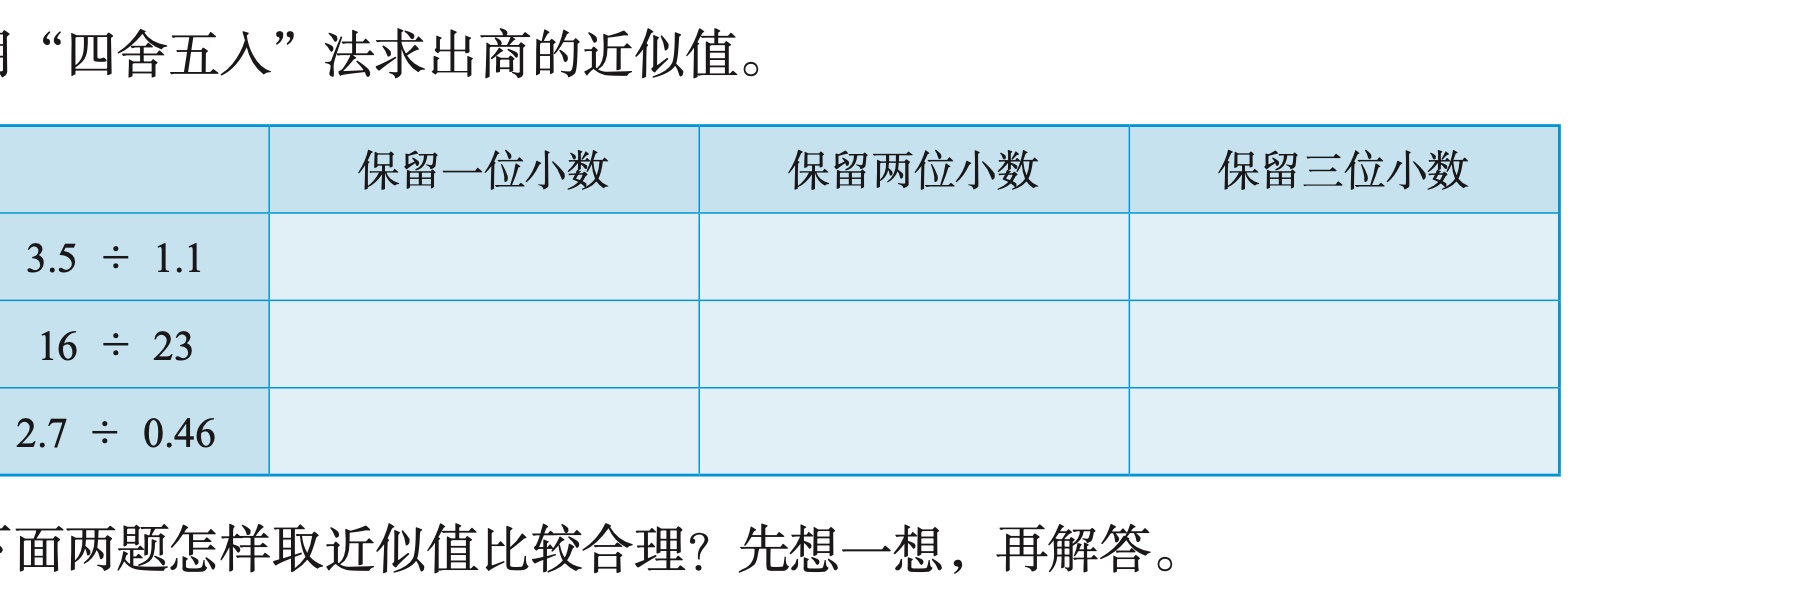 “四舍五入”法求出商的近似值。
保留一位小数 保留两位小数 保留三位小数
3.5 ÷ 1.1
16 ÷ 23
2.7 ÷ 0.46
下面两题怎样取近似值比较合理？先想一想，再解答。